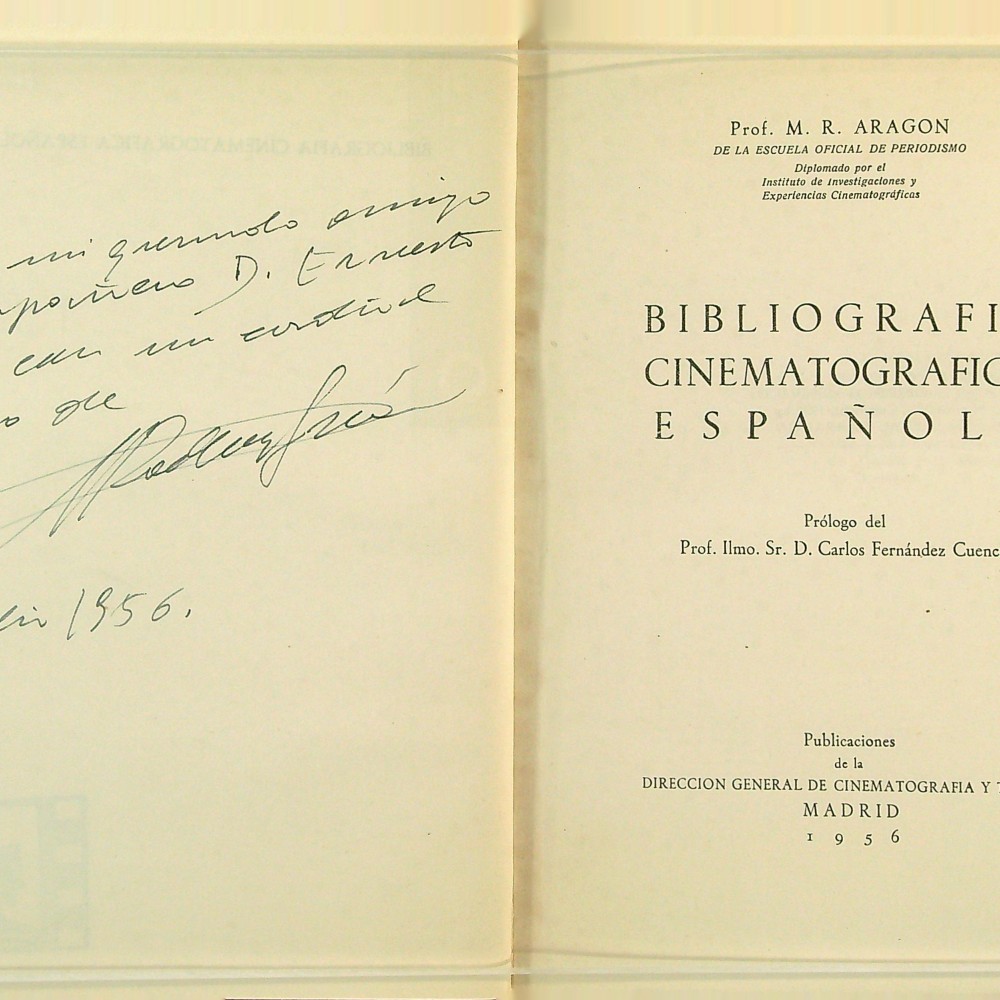 mi querido amigo
D. Ernesto
con un cordial
de
1956.
Prof. M. R. ARAGON
DE LA ESCUELA OFICIAL DE PERIODISMO
Diplomado por el
Instituto de Investigaciones y
Experiencias Cinematográficas
BIBLIOGRAFI
CINEMATOGRAFIC
ESPAÑOL
Prólogo del
Prof. Ilmo. Sr. D. Carlos Fernández Cuenc
Publicaciones
de la
DIRECCION GENERAL DE CINEMATOGRAFIA Y T
MADRID
1956